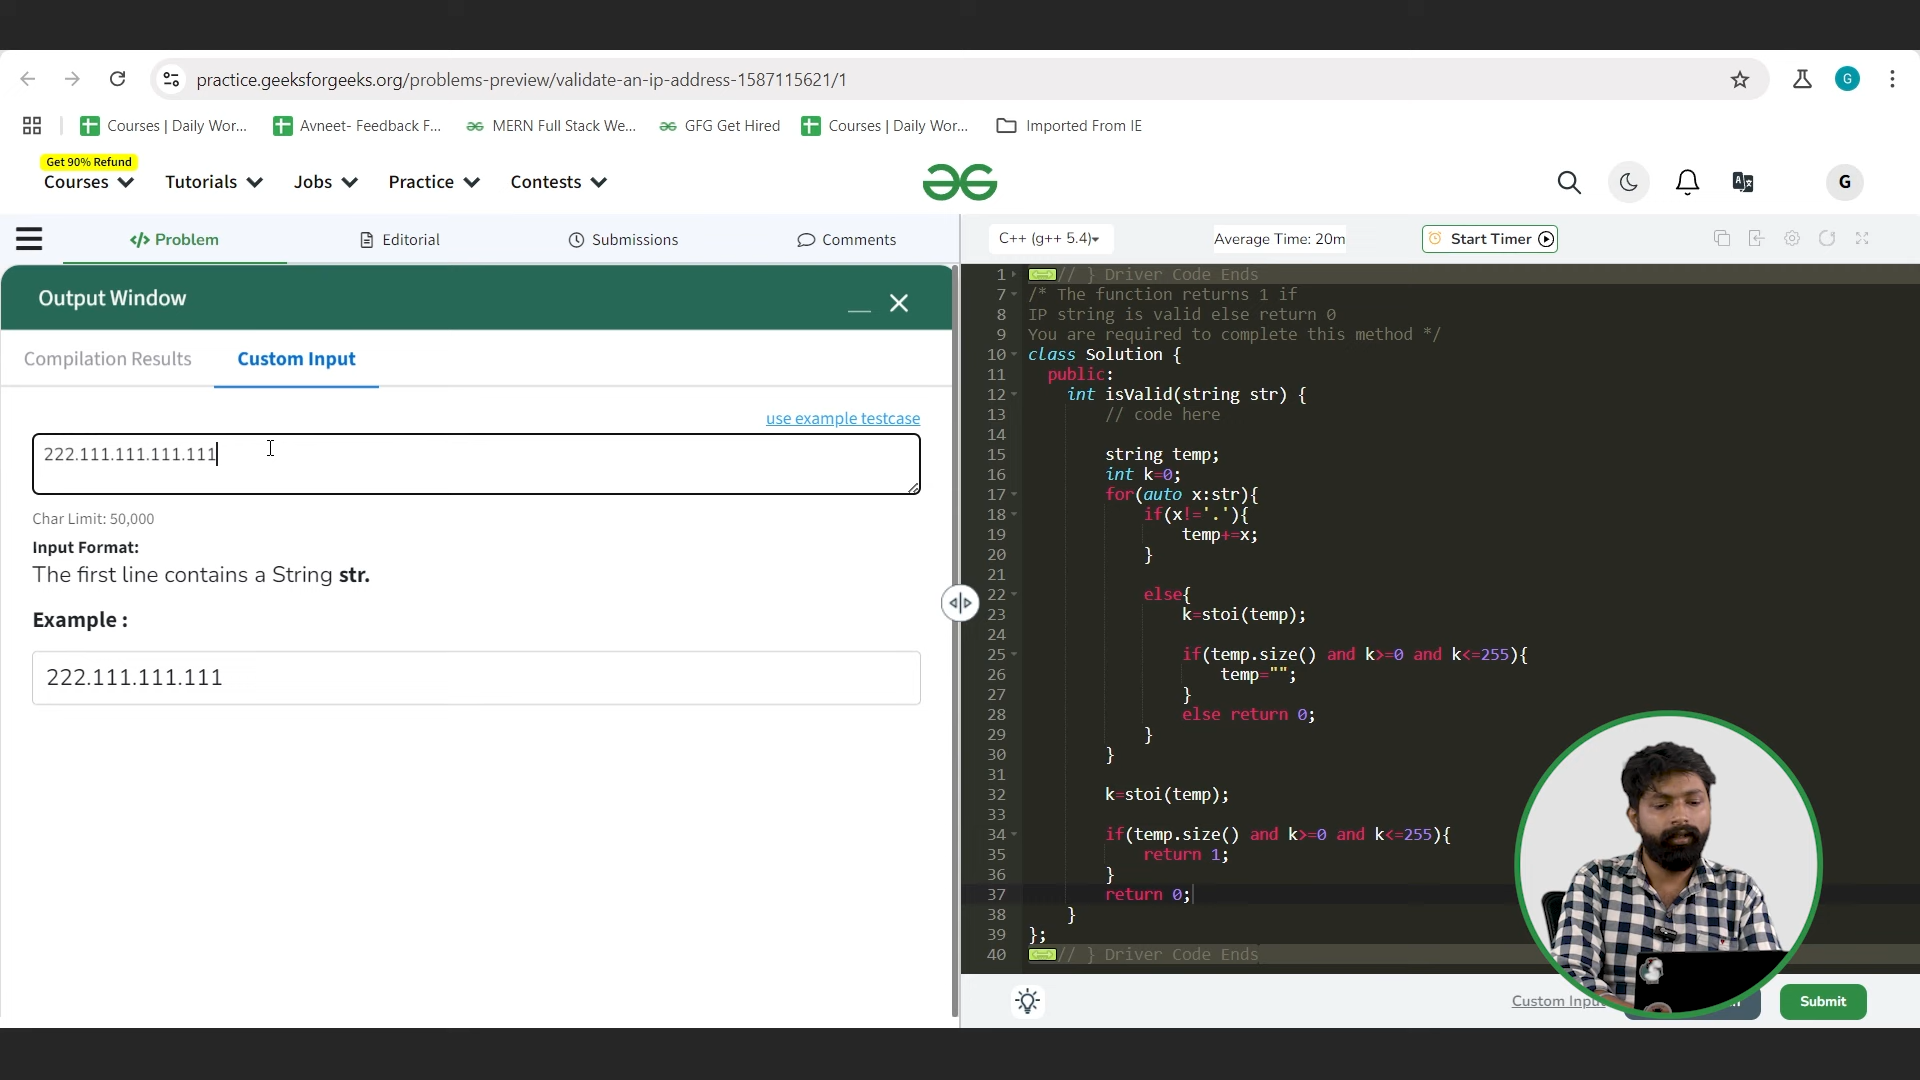 practice.geeksforgeeks.org/problems-preview/validate-an-ip-address-1587115621/1
G
Courses | Daily Wor...
Avneet- Feedback F...
MERN Full Stack We...
GFG Get Hired
Courses | Daily Wor...
Imported From IE
Get 90% Refund
Courses
Tutorials
Jobs
Practice
Contests
G
</> Problem
Editorial
Submissions
Comments
C++ (g++ 5.4)
Average Time: 20m
Start Timer
Output Window
Compilation Results
Custom Input
use example testcase
222.111.111.111.111
Char Limit: 50,000
Input Format:
The first line contains a String str.
Example :
222.111.111.111
1 // } Driver Code Ends
7 /* The function returns 1 if
8 IP string is valid else return 0
9 You are required to complete this method */
10 class Solution {
11 public:
12 int isValid(string str) {
13 // code here
14
15 string temp;
16 int k=0;
17 for(auto x:str){
18 if(x!='.'){
19 temp+=x;
20 }
21
22 else{
23 k=stoi(temp);
24
25 if(temp.size() and k>=0 and k<=255){
26 temp="";
27 }
28 else return 0;
29 }
30 }
31
32 k=stoi(temp);
33
34 if(temp.size() and k>=0 and k<=255){
35 return 1;
36 }
37 return 0;
38 }
39 };
40 // } Driver Code Ends
Custom
Submit